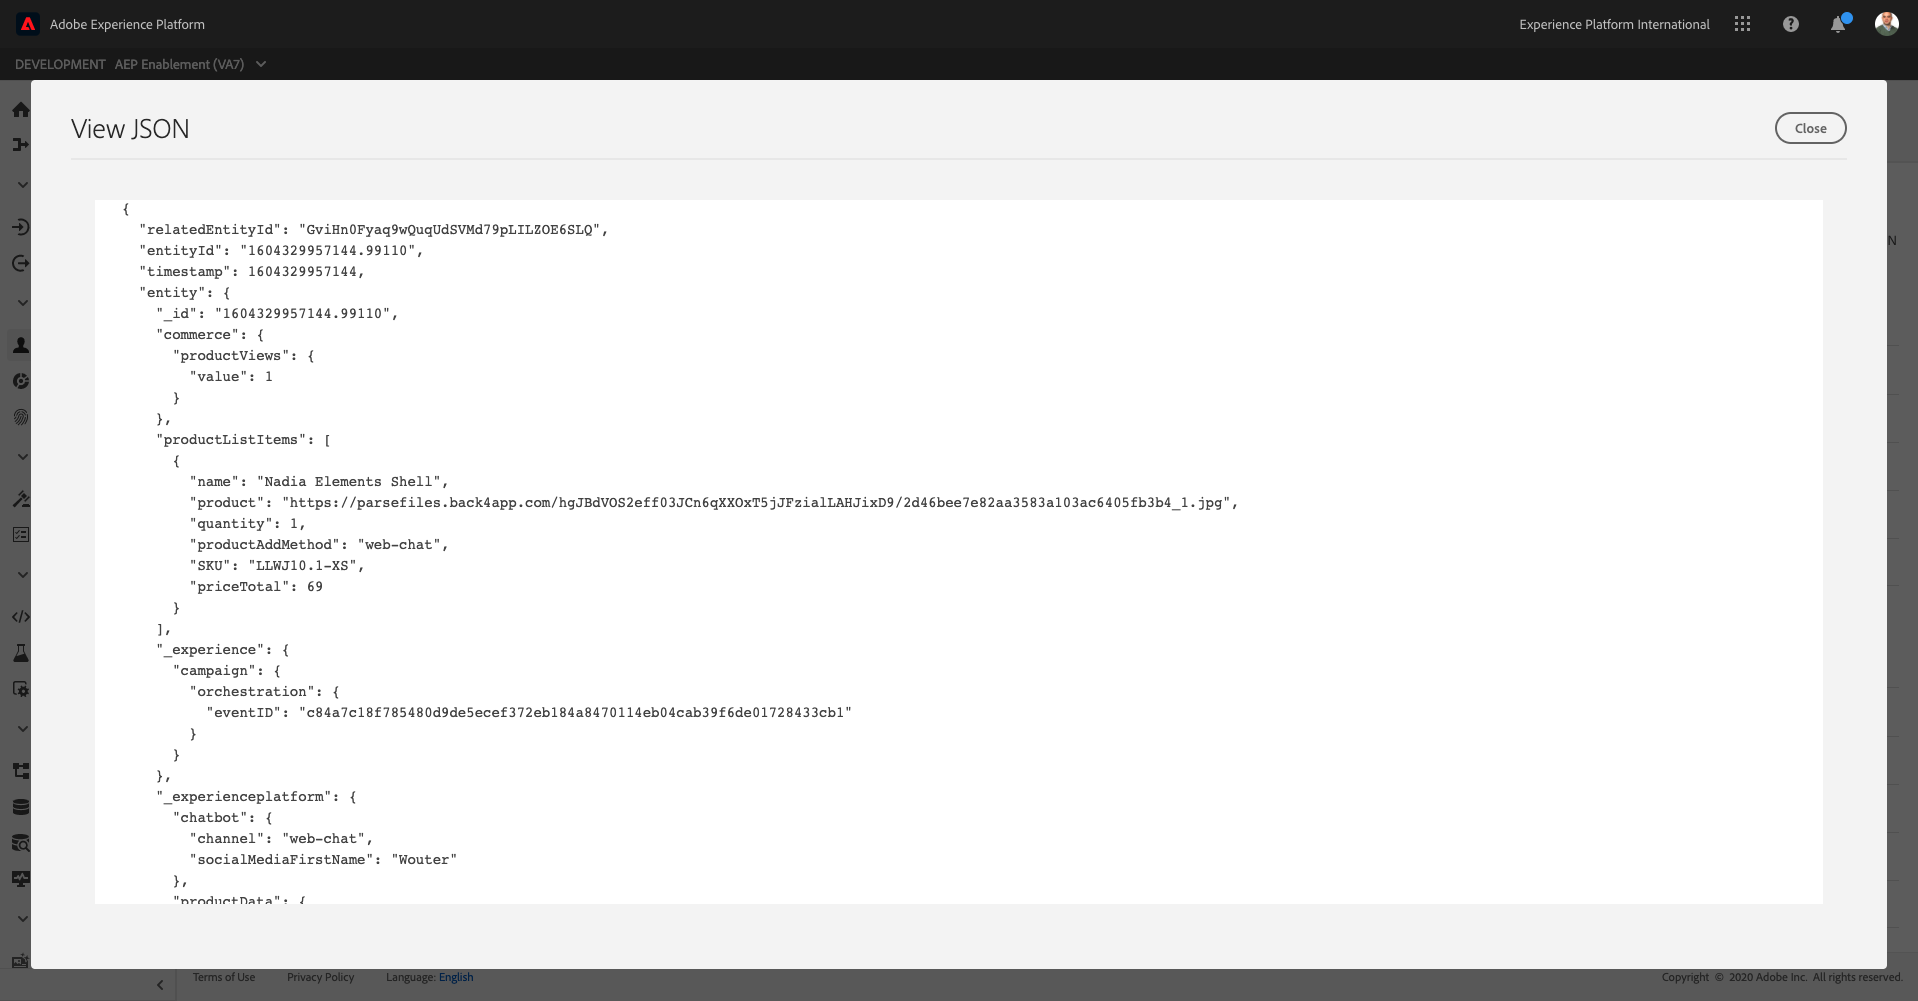 Adobe Experience Platform
Experience Platform International
DEVELOPMENT AEP Enablement (VA7)
View JSON
Close
{
"relatedEntityId": "GviHn0Fyaq9wQuqUdSVMd79pLILZOE6SLQ",
"entityId": "1604329957144.99110",
"timestamp": 1604329957144,
"entity": {
"_id": "1604329957144.99110",
"commerce": {
"productViews": {
"value": 1
}
},
"productListItems": [
{
"name": "Nadia Elements Shell",
"product": "https://parsefiles.back4app.com/hgJBdVOS2eff03JCn6qXXOxT5jJFzialLAHJixD9/2d46bee7e82aa3583a103ac6405fb3b4_1.jpg",
"quantity": 1,
"productAddMethod": "web-chat",
"SKU": "LLWJ10.1-XS",
"priceTotal": 69
}
],
"_experience": {
"campaign": {
"orchestration": {
"eventID": "c84a7c18f785480d9de5ecef372eb184a8470114eb04cab39f6de01728433cb1"
}
}
},
"_experienceplatform": {
"chatbot": {
"channel": "web-chat",
"socialMediaFirstName": "Wouter"
},
"productData": {
N
Terms of Use Privacy Policy Language: English
Copyright © 2020 Adobe Inc. All rights reserved.